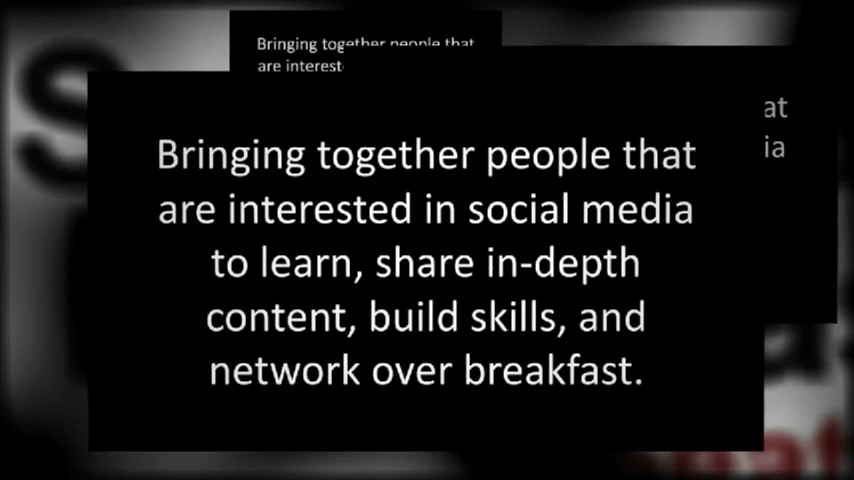 Bringing together people that
are interest
at
ia
Bringing together people that
are interested in social media
to learn, share in-depth
content, build skills, and
network over breakfast.